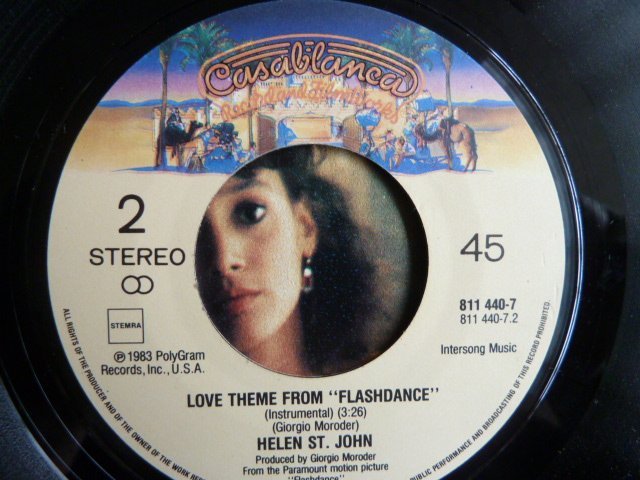 Casablanca
Record and FilmWorks
2
STEREO
45
STEMRA
811 440-7
811 440-7.2
℗ 1983 PolyGram
Records, Inc., U.S.A.
Intersong Music
LOVE THEME FROM "FLASHDANCE"
(Instrumental) (3:26)
(Giorgio Moroder)
HELEN ST. JOHN
Produced by Giorgio Moroder
From the Paramount motion picture
"Flashdance"
ALL RIGHTS OF THE PRODUCER AND OF THE OWNER OF THE WORK
PUBLIC PERFORMANCE AND BROADCASTING OF THIS RECORD PROHIBITED.